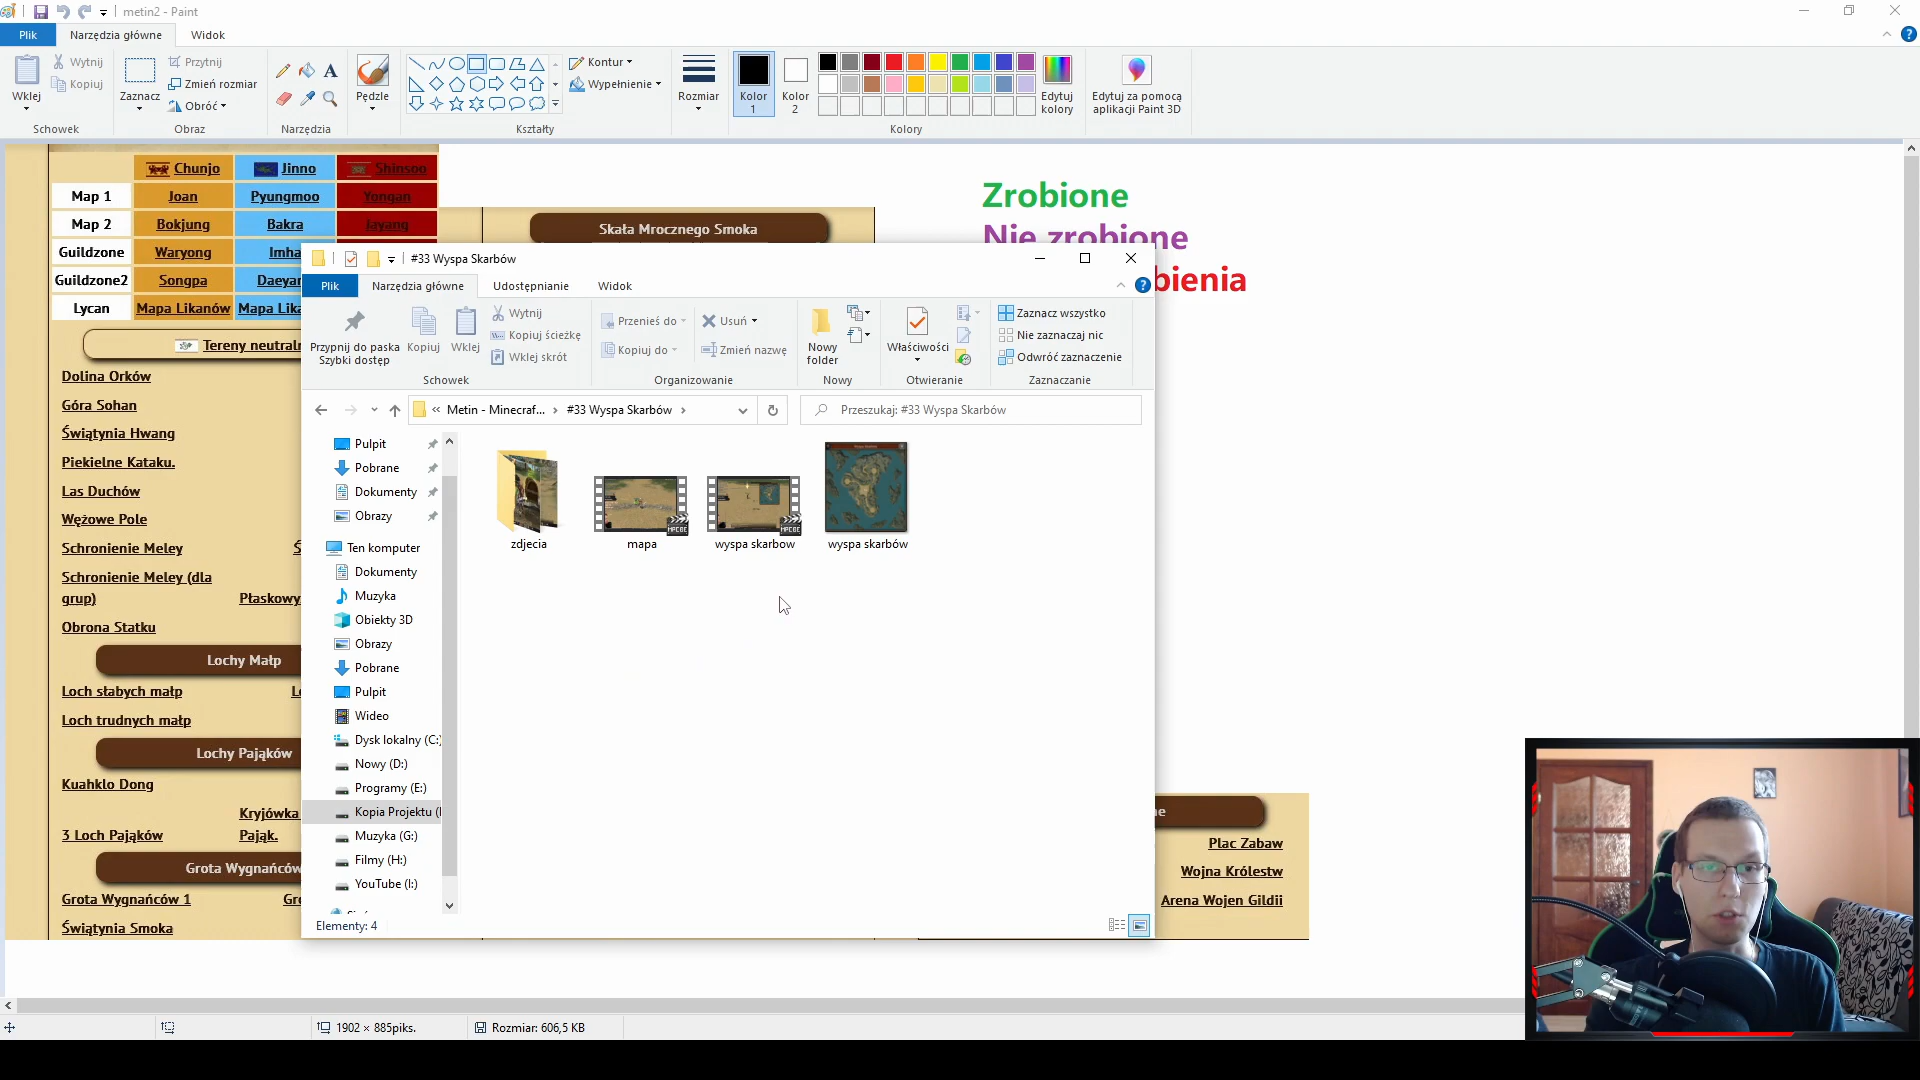 metin2 - Paint
Plik
Narzędzia główne
Widok
Wklej
Wytnij
Kopiuj
Schowek
Zaznacz
Przytnij
Zmień rozmiar
Obróć
Obraz
Narzędzia
Pędzle
Kontur
Wypełnienie
Kształty
Rozmiar
Kolor 1
Kolor 2
Edytuj kolory
Kolory
Edytuj za pomocą aplikacji Paint 3D
Chunjo Jinno Shinsoo
Map 1 Joan Pyungmoo Yongan
Map 2 Bokjung Bakra Jayang
Guildzone Waryong Imha
Guildzone2 Songpa Daeyar
Lycan Mapa Likanów Mapa Lika
Tereny neutraln
Dolina Orków
Góra Sohan
Świątynia Hwang
Piekielne Kataku.
Las Duchów
Wężowe Pole
Schronienie Meley
Schronienie Meley (dla
grup)
Płaskowy
Obrona Statku
Lochy Małp
Loch słabych małp
Loch trudnych małp
Lochy Pająków
Kuahklo Dong
3 Loch Pająków
Kryjówka
Pająk.
Grota Wygnańców
Grota Wygnańców 1
Gro
Świątynia Smoka
Skała Mrocznego Smoka
Zrobione
Nie zrobione
bienia
#33 Wyspa Skarbów
Plik
Narzędzia główne
Udostępnianie
Widok
Przypnij do paska Szybki dostęp
Kopiuj
Wklej
Wytnij
Kopiuj ścieżkę
Wklej skrót
Schowek
Przenieś do
Kopiuj do
Usuń
Zmień nazwę
Organizowanie
Nowy folder
Nowy
Właściwości
Otwieranie
Zaznacz wszystko
Nie zaznaczaj nic
Odwróć zaznaczenie
Zaznaczanie
« Metin - Minecraf... › #33 Wyspa Skarbów ›
Przeszukaj: #33 Wyspa Skarbów
Pulpit
Pobrane
Dokumenty
Obrazy
Ten komputer
Dokumenty
Muzyka
Obiekty 3D
Obrazy
Pobrane
Pulpit
Wideo
Dysk lokalny (C:)
Nowy (D:)
Programy (E:)
Kopia Projektu (
Muzyka (G:)
Filmy (H:)
YouTube (I:)
zdjecia
mapa
wyspa skarbow
wyspa skarbów
Elementy: 4
ne
Plac Zabaw
Wojna Królestw
Arena Wojen Gildii
1902 × 885piks.
Rozmiar: 606,5 KB